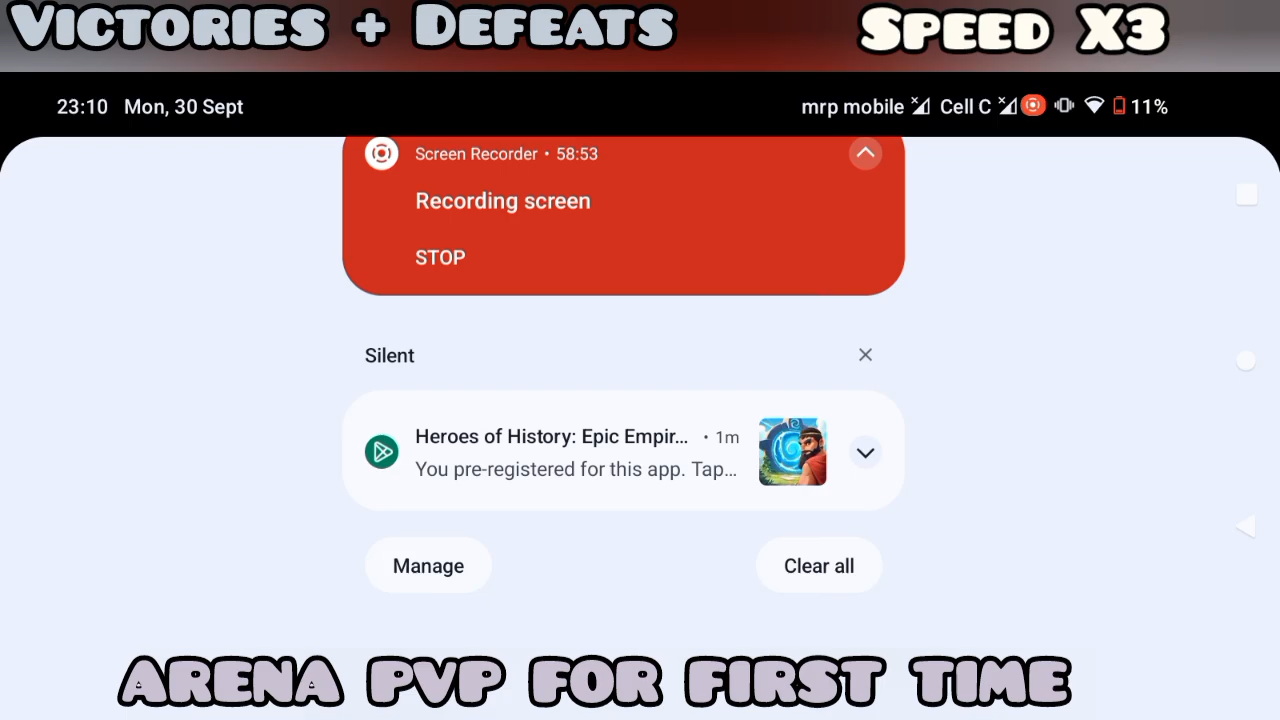 Victories + Defeats
Speed X3
23:10 Mon, 30 Sept
mrp mobile Cell C 11%
Screen Recorder • 58:53
Recording screen
STOP
Silent
Heroes of History: Epic Empir... • 1m
You pre-registered for this app. Tap...
Manage
Clear all
ARENA PVP FOR FIRST TIME